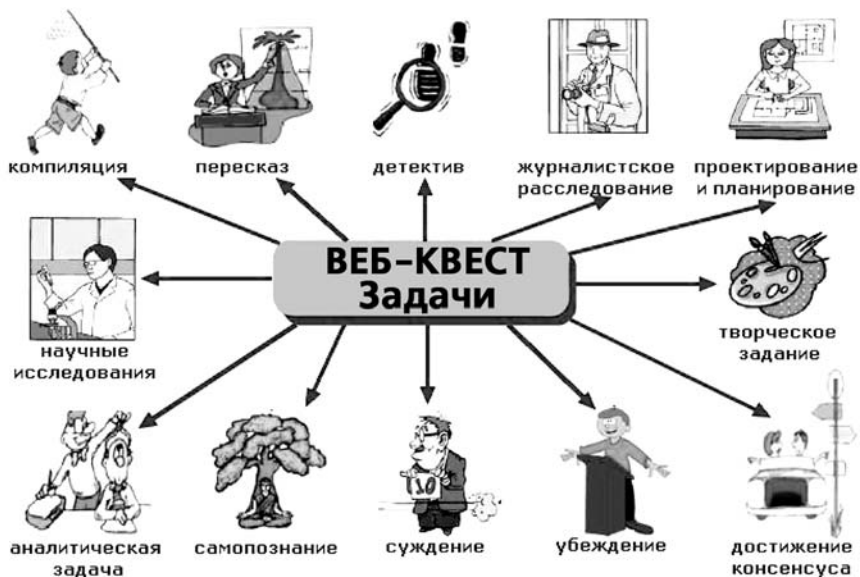 компиляция
пересказ
детектив
журналистское
расследование
проектирование
и планирование
ВЕБ-КВЕСТ
Задачи
научные
исследования
творческое
задание
аналитическая
задача
самопознание
10
суждение
убеждение
достижение
консенсуса